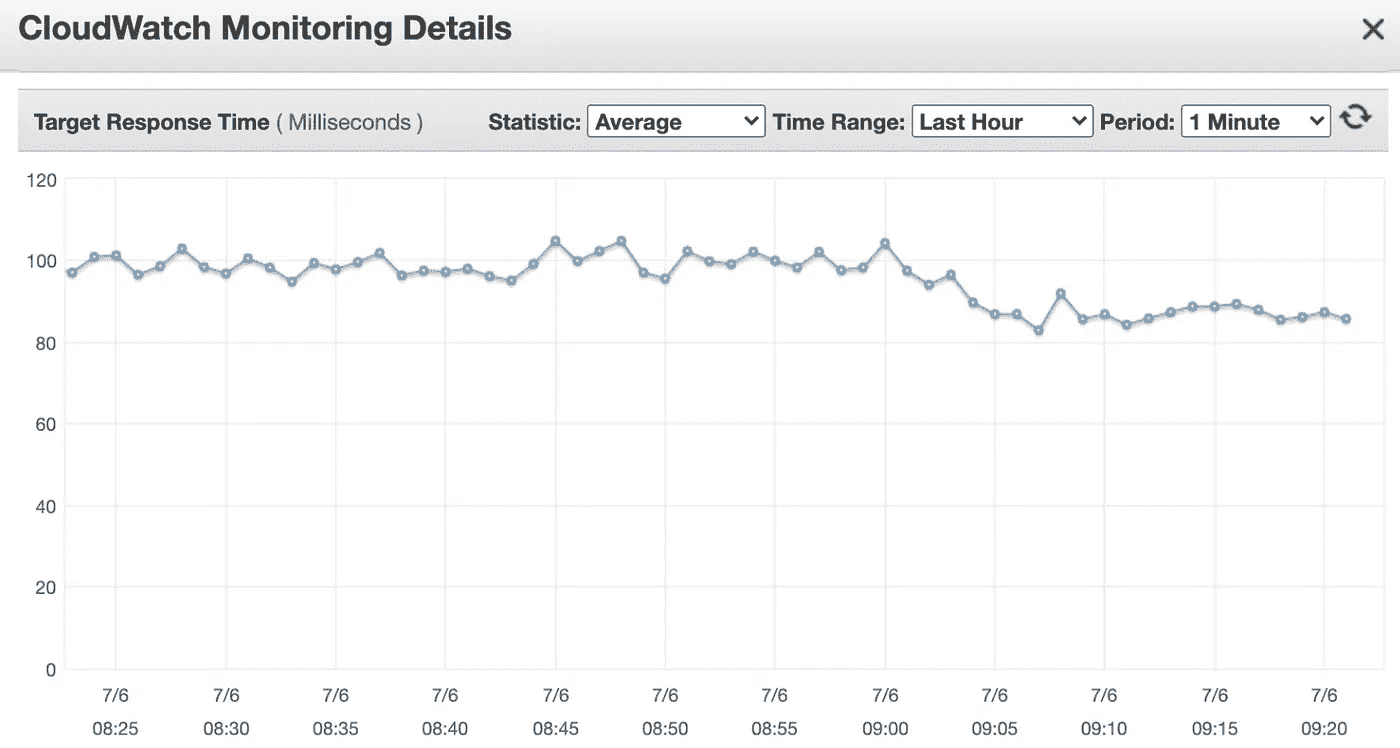 CloudWatch Monitoring Details
Target Response Time ( Milliseconds ) Statistic: Average Time Range: Last Hour Period: 1 Minute
120
100
80
60
40
20
0
7/6 7/6 7/6 7/6 7/6 7/6 7/6 7/6 7/6 7/6 7/6 7/6
08:25 08:30 08:35 08:40 08:45 08:50 08:55 09:00 09:05 09:10 09:15 09:20